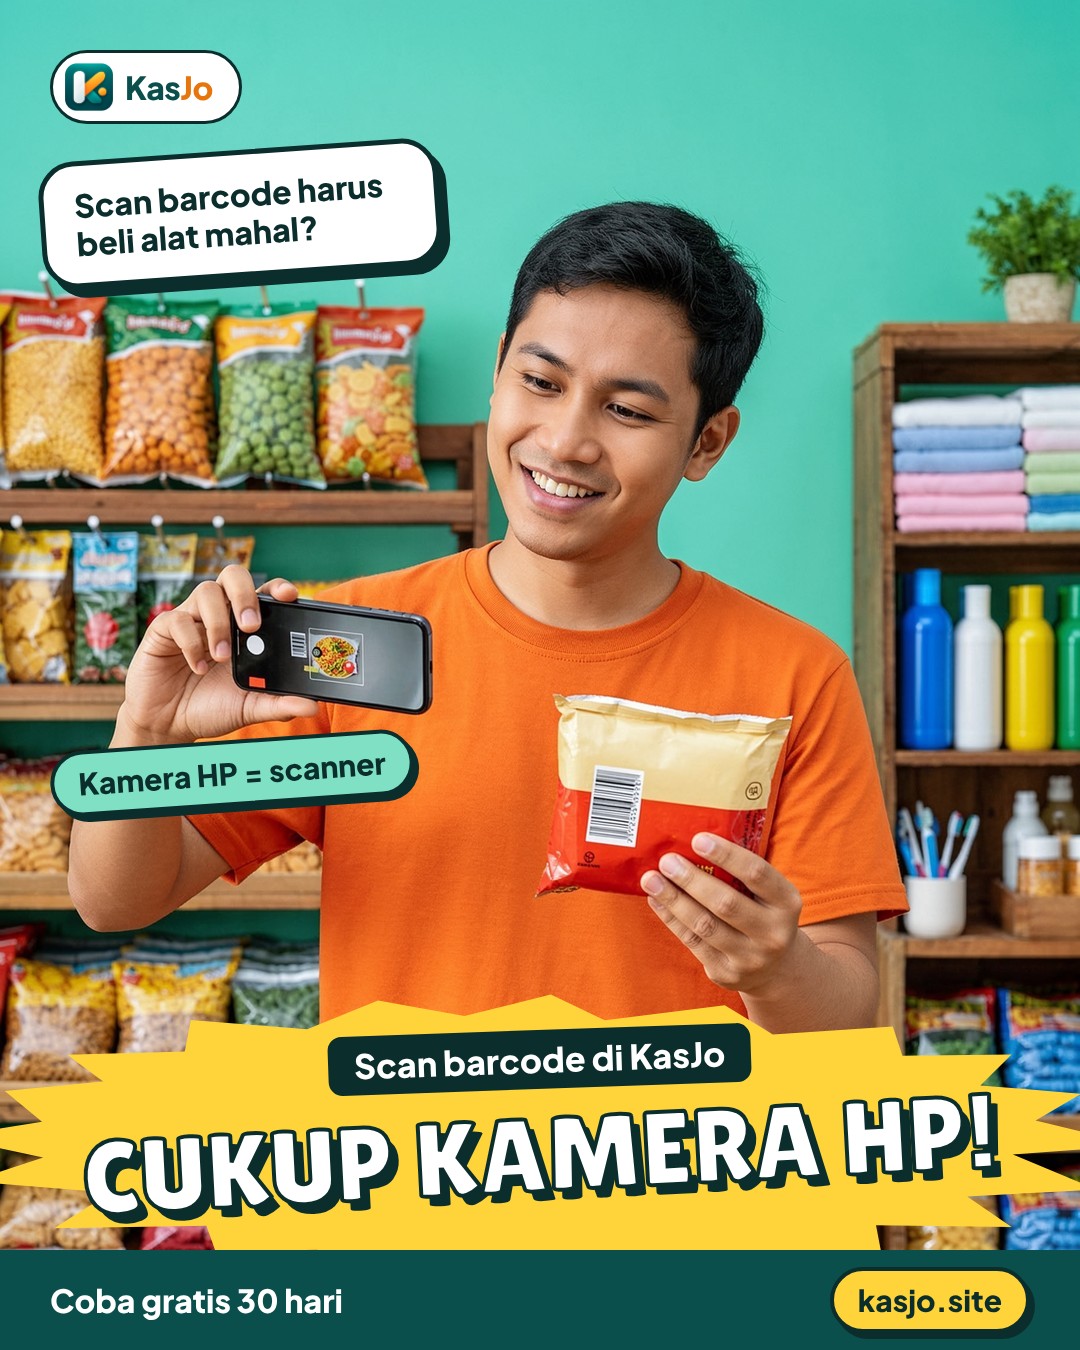 KasJo
Scan barcode harus
beli alat mahal?
Kamera HP = scanner
Scan barcode di KasJo
CUKUP KAMERA HP!
Coba gratis 30 hari
kasjo.site